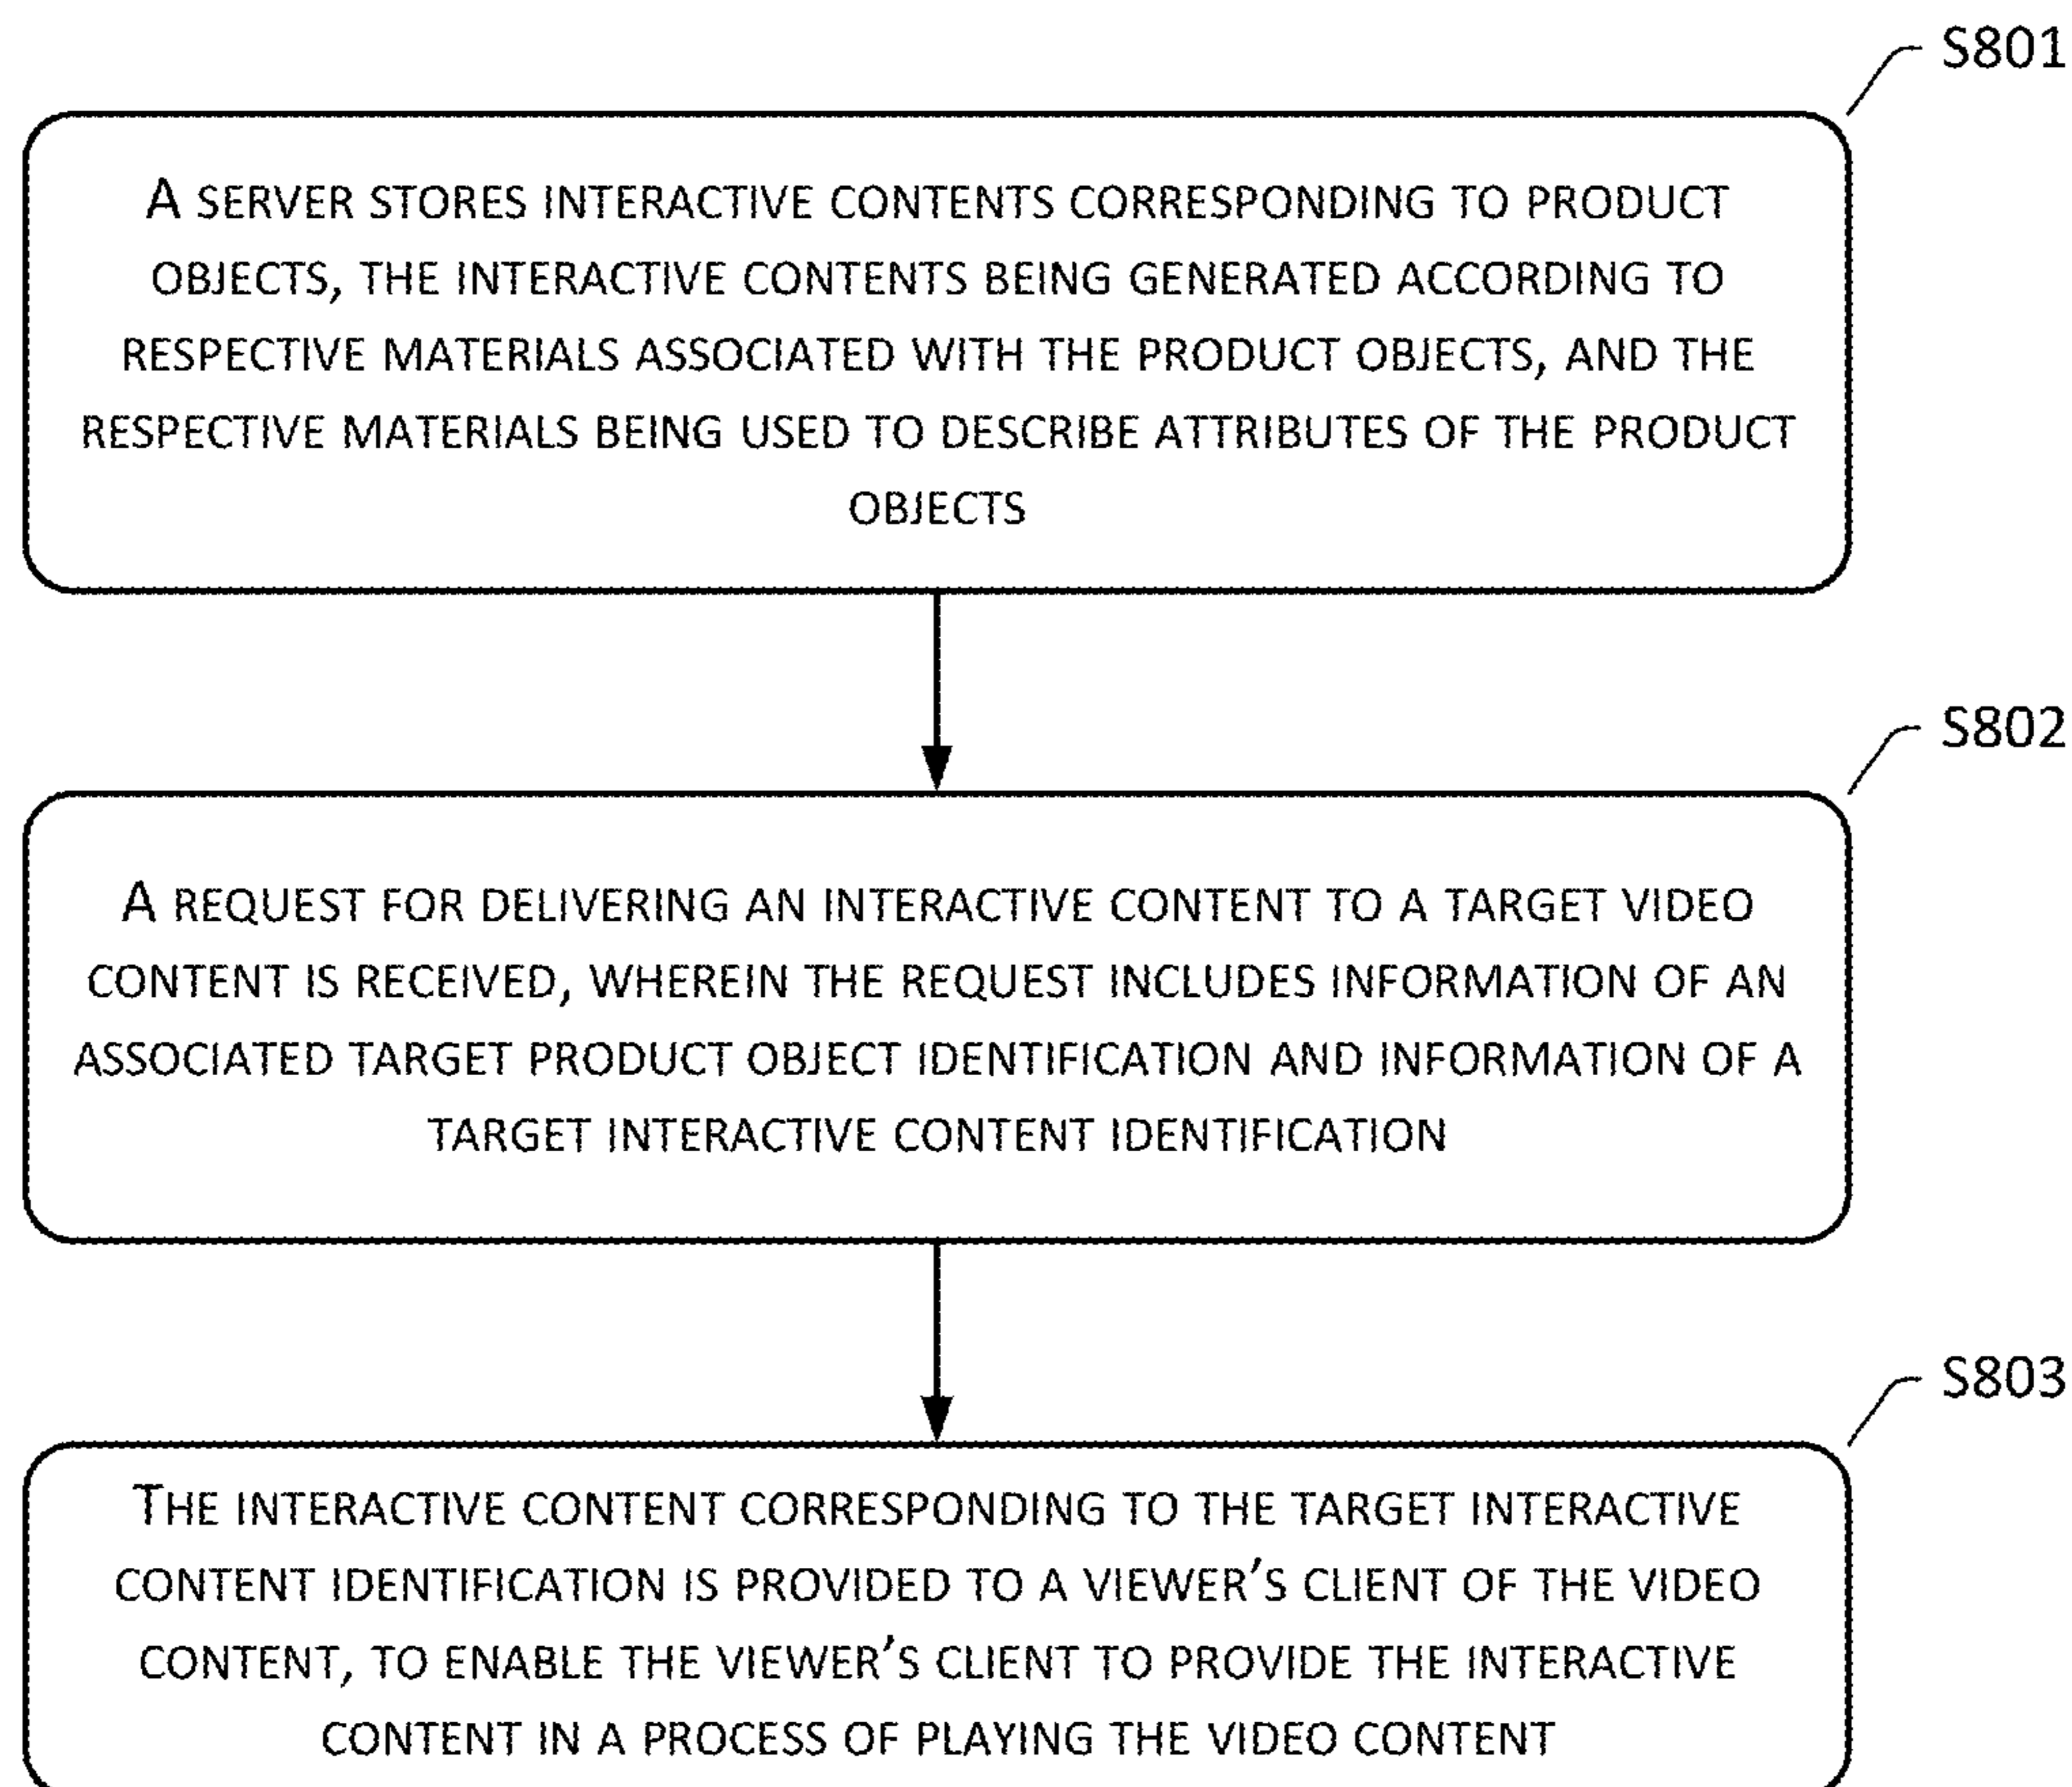 S801
A SERVER STORES INTERACTIVE CONTENTS CORRESPONDING TO PRODUCT
OBJECTS, THE INTERACTIVE CONTENTS BEING GENERATED ACCORDING TO
RESPECTIVE MATERIALS ASSOCIATED WITH THE PRODUCT OBJECTS, AND THE
RESPECTIVE MATERIALS BEING USED TO DESCRIBE ATTRIBUTES OF THE PRODUCT
OBJECTS
S802
A REQUEST FOR DELIVERING AN INTERACTIVE CONTENT TO A TARGET VIDEO
CONTENT IS RECEIVED, WHEREIN THE REQUEST INCLUDES INFORMATION OF AN
ASSOCIATED TARGET PRODUCT OBJECT IDENTIFICATION AND INFORMATION OF A
TARGET INTERACTIVE CONTENT IDENTIFICATION
S803
THE INTERACTIVE CONTENT CORRESPONDING TO THE TARGET INTERACTIVE
CONTENT IDENTIFICATION IS PROVIDED TO A VIEWER'S CLIENT OF THE VIDEO
CONTENT, TO ENABLE THE VIEWER'S CLIENT TO PROVIDE THE INTERACTIVE
CONTENT IN A PROCESS OF PLAYING THE VIDEO CONTENT